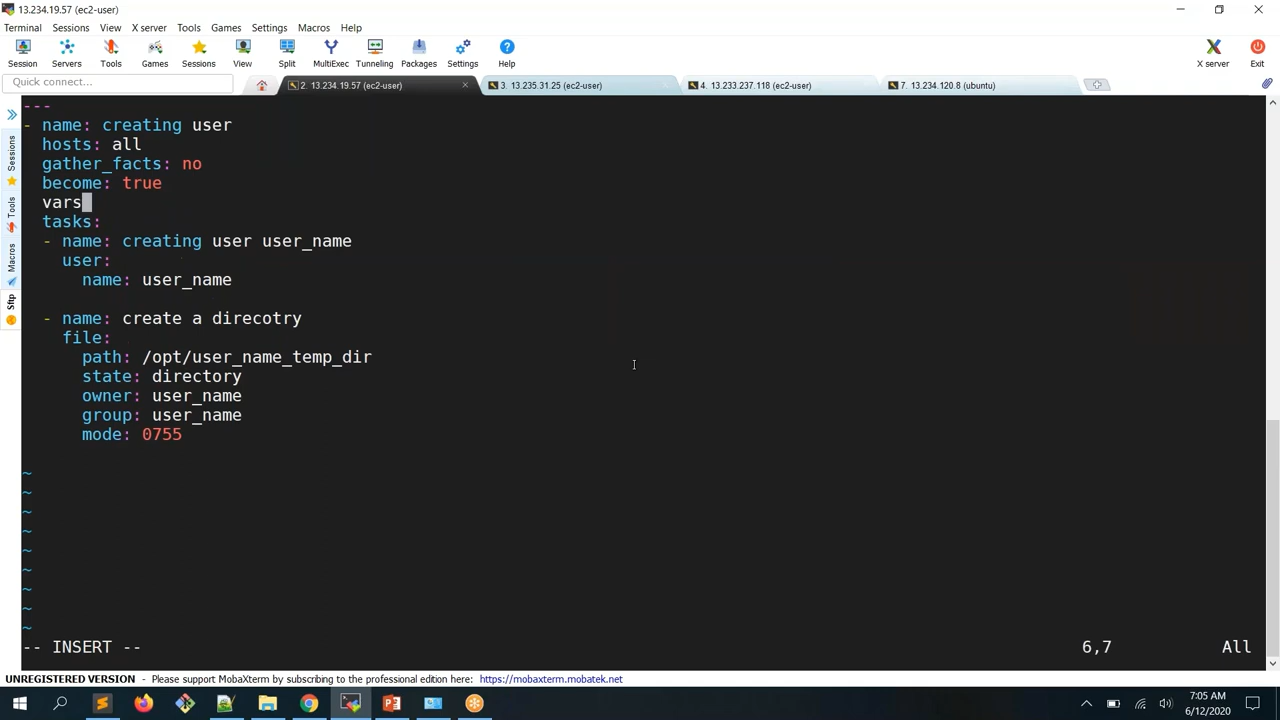 13.234.19.57 (ec2-user)
Terminal Sessions View X server Tools Games Settings Macros Help
Session Servers Tools Games Sessions View Split MultiExec Tunneling Packages Settings Help X server Exit
Quick connect...
2. 13.234.19.57 (ec2-user)
3. 13.235.31.25 (ec2-user)
4. 13.233.237.118 (ec2-user)
7. 13.234.120.8 (ubuntu)
Sessions
Tools
Macros
Sftp
---
- name: creating user
  hosts: all
  gather_facts: no
  become: true
  vars
  tasks:
  - name: creating user user_name
    user:
      name: user_name
  - name: create a direcotry
    file:
      path: /opt/user_name_temp_dir
      state: directory
      owner: user_name
      group: user_name
      mode: 0755
~
~
~
~
~
~
~
~
~
-- INSERT -- 6,7 All
UNREGISTERED VERSION - Please support MobaXterm by subscribing to the professional edition here: https://mobaxterm.mobatek.net
7:05 AM
6/12/2020